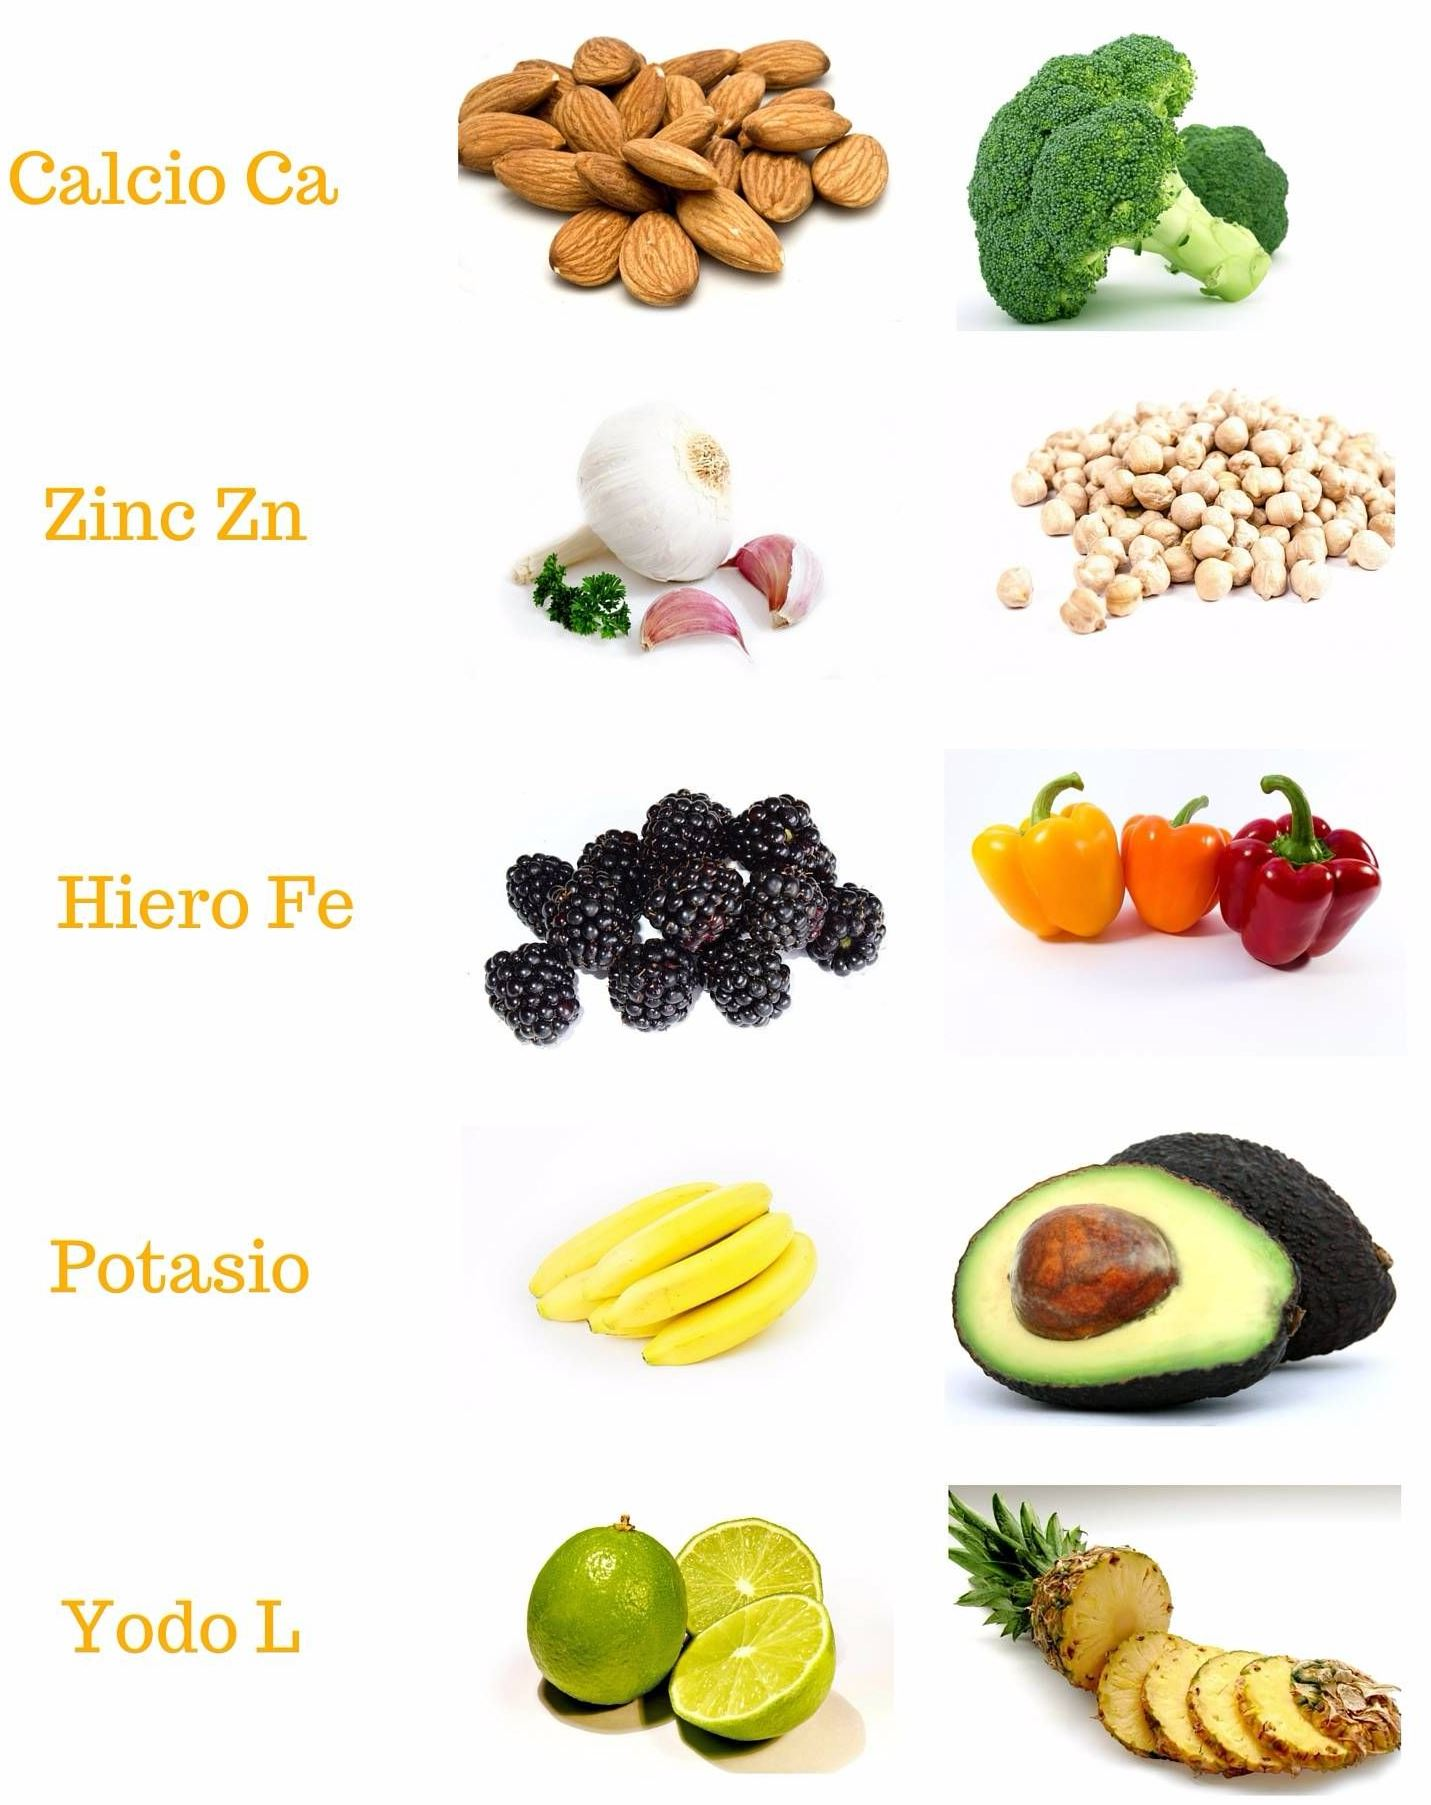 Calcio Ca
Zinc Zn
Hiero Fe
Potasio
Yodo L